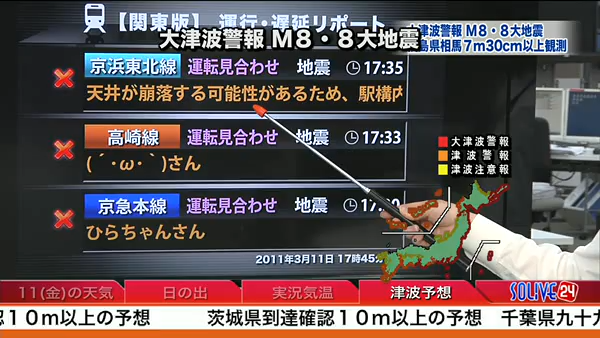 【関東版】 運行・遅延リポート
大津波警報 M8・8大地震
大津波警報 M8・8大地震
島県相馬7m30cm以上観測
京浜東北線 運転見合わせ 地震 17:35
天井が崩落する可能性があるため、駅構内
高崎線 運転見合わせ 地震 17:33
(´・ω・`)さん
京急本線 運転見合わせ 地震 17:
ひらちゃんさん
2011年3月11日 17時45
大津波警報
津波警報
津波注意報
11(金)の天気 日の出 実況気温 津波予想 SOLiVE24
認10m以上の予想 茨城県到達確認10m以上の予想 千葉県九十九